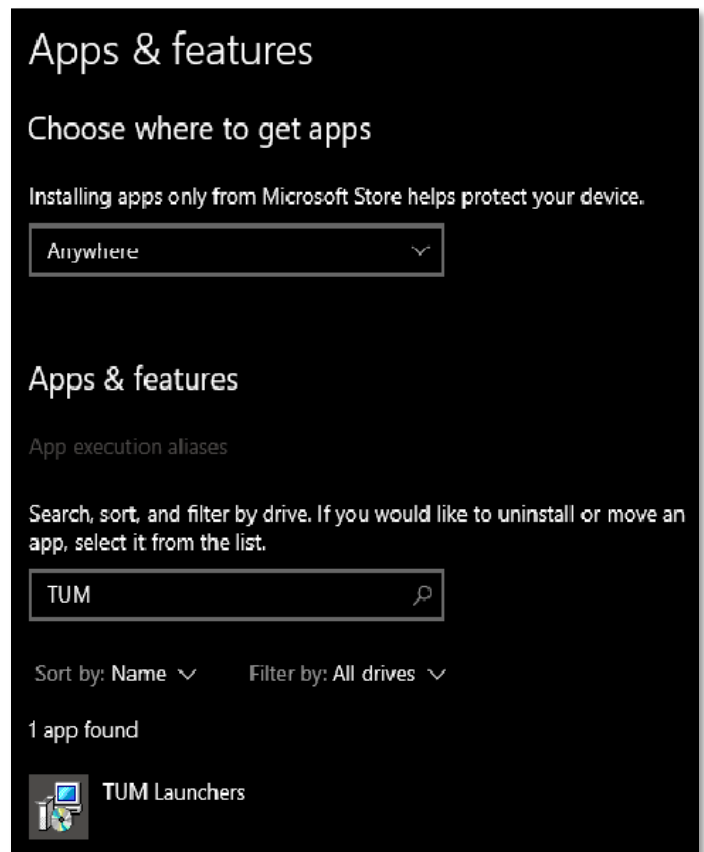 Apps & features
Choose where to get apps
Installing apps only from Microsoft Store helps protect your device.
Anywhere
Apps & features
App execution aliases
Search, sort, and filter by drive. If you would like to uninstall or move an
app, select it from the list.
TUM
Sort by: Name Filter by: All drives
1 app found
TUM Launchers